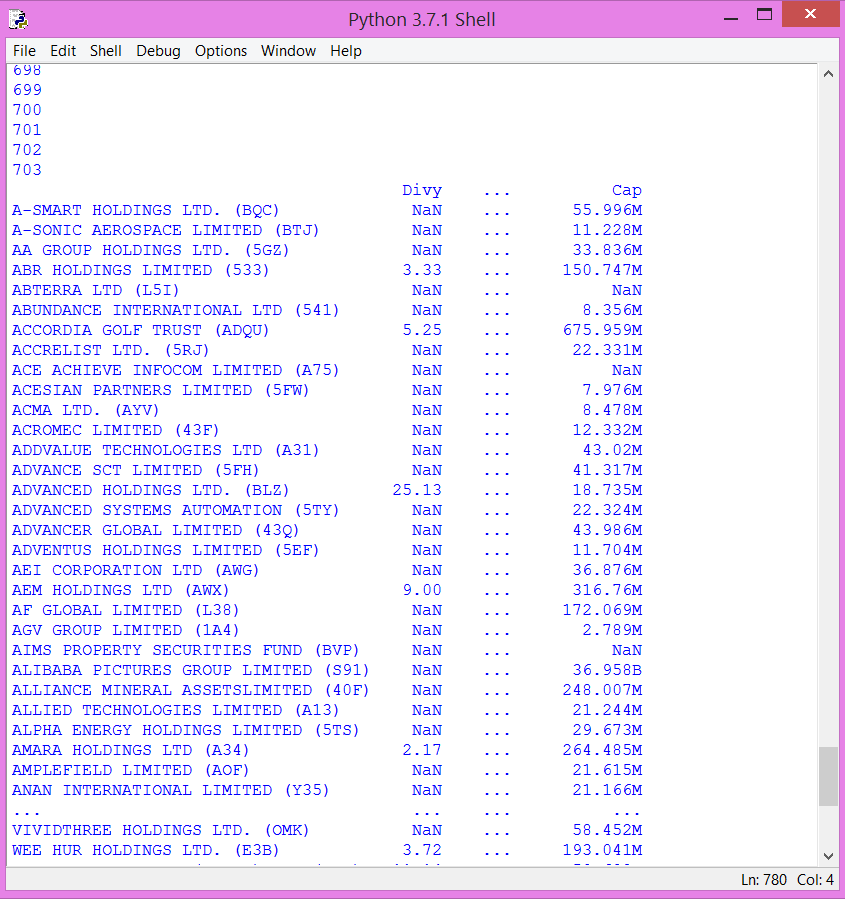 Python 3.7.1 Shell
File Edit Shell Debug Options Window Help
698
699
700
701
702
703
Divy ... Cap
A-SMART HOLDINGS LTD. (BQC) NaN ... 55.996M
A-SONIC AEROSPACE LIMITED (BTJ) NaN ... 11.228M
AA GROUP HOLDINGS LTD. (5GZ) NaN ... 33.836M
ABR HOLDINGS LIMITED (533) 3.33 ... 150.747M
ABTERRA LTD (L5I) NaN ... NaN
ABUNDANCE INTERNATIONAL LTD (541) NaN ... 8.356M
ACCORDIA GOLF TRUST (ADQU) 5.25 ... 675.959M
ACCRELIST LTD. (5RJ) NaN ... 22.331M
ACE ACHIEVE INFOCOM LIMITED (A75) NaN ... NaN
ACESIAN PARTNERS LIMITED (5FW) NaN ... 7.976M
ACMA LTD. (AYV) NaN ... 8.478M
ACROMEC LIMITED (43F) NaN ... 12.332M
ADDVALUE TECHNOLOGIES LTD (A31) NaN ... 43.02M
ADVANCE SCT LIMITED (5FH) NaN ... 41.317M
ADVANCED HOLDINGS LTD. (BLZ) 25.13 ... 18.735M
ADVANCED SYSTEMS AUTOMATION (5TY) NaN ... 22.324M
ADVANCER GLOBAL LIMITED (43Q) NaN ... 43.986M
ADVENTUS HOLDINGS LIMITED (5EF) NaN ... 11.704M
AEI CORPORATION LTD (AWG) NaN ... 36.876M
AEM HOLDINGS LTD (AWX) 9.00 ... 316.76M
AF GLOBAL LIMITED (L38) NaN ... 172.069M
AGV GROUP LIMITED (1A4) NaN ... 2.789M
AIMS PROPERTY SECURITIES FUND (BVP) NaN ... NaN
ALIBABA PICTURES GROUP LIMITED (S91) NaN ... 36.958B
ALLIANCE MINERAL ASSETSLIMITED (40F) NaN ... 248.007M
ALLIED TECHNOLOGIES LIMITED (A13) NaN ... 21.244M
ALPHA ENERGY HOLDINGS LIMITED (5TS) NaN ... 29.673M
AMARA HOLDINGS LTD (A34) 2.17 ... 264.485M
AMPLEFIELD LIMITED (AOF) NaN ... 21.615M
ANAN INTERNATIONAL LIMITED (Y35) NaN ... 21.166M
... ... ... ...
VIVIDTHREE HOLDINGS LTD. (OMK) NaN ... 58.452M
WEE HUR HOLDINGS LTD. (E3B) 3.72 ... 193.041M
Ln: 780 Col: 4